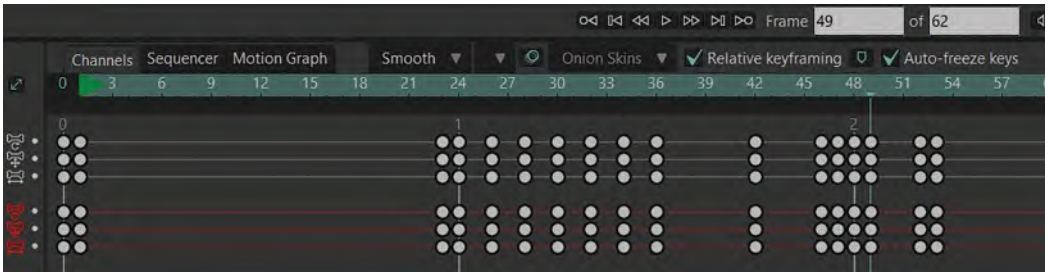 Frame 49 of 62
Channels Sequencer Motion Graph Smooth Onion Skins Relative keyframing Auto-freeze keys
0 3 6 9 12 15 18 21 24 27 30 33 36 39 42 45 48 51 54 57
0 1 2